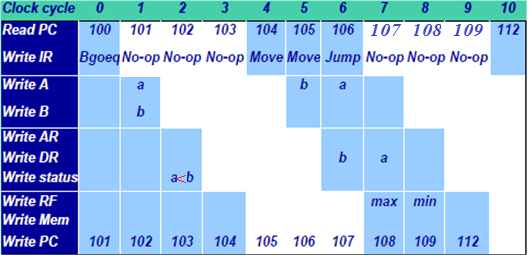 Clock cycle 0 1 2 3 4 5 6 7 8 9 10
Read PC 100 101 102 103 104 105 106 107 108 109 112
Write IR Bgoeq No-op No-op No-op Move Move Jump No-op No-op No-op
Write A a b a
Write B b
Write AR
Write DR b a
Write status a<b
Write RF max min
Write Mem
Write PC 101 102 103 104 105 106 107 108 109 112